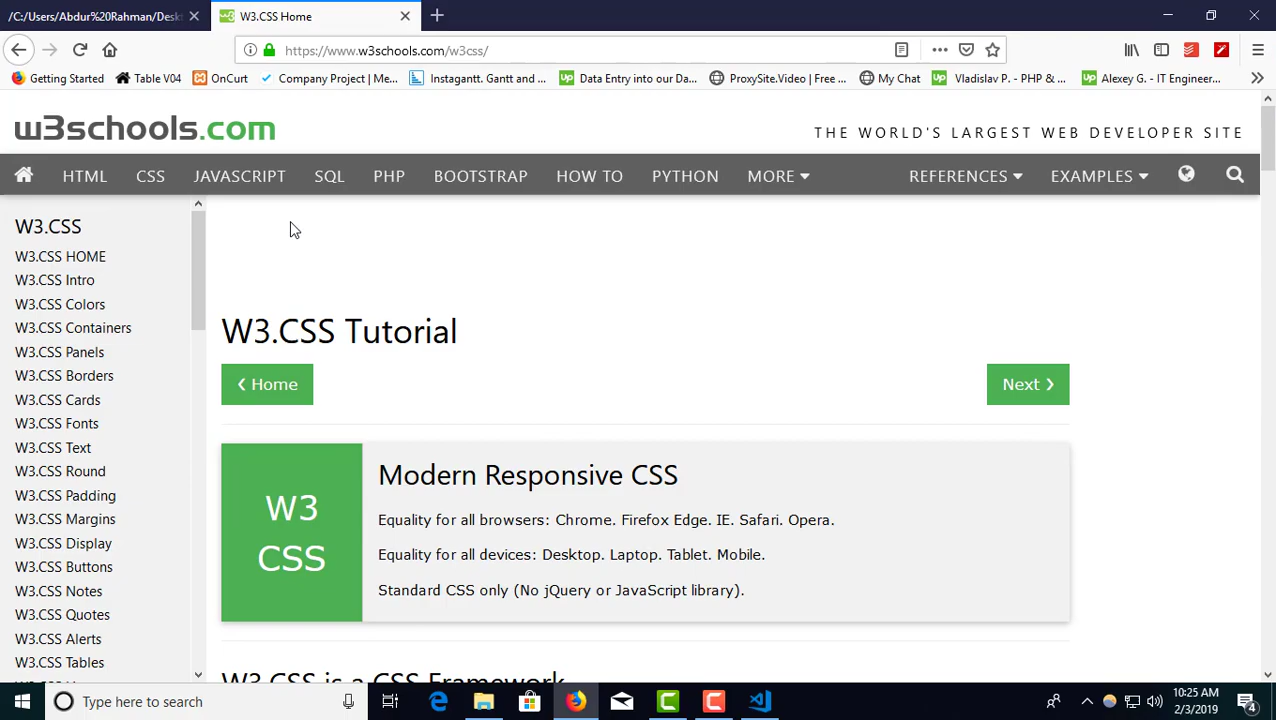 /C:/Users/Abdur%20Rahman/Desk
W3.CSS Home
https://www.w3schools.com/w3css/
Getting Started
Table V04
OnCurt
Company Project | Me...
Instagantt. Gantt and ...
Data Entry into our Da...
ProxySite.Video | Free ...
My Chat
Vladislav P. - PHP & ...
Alexey G. - IT Engineer...
w3schools.com
THE WORLD'S LARGEST WEB DEVELOPER SITE
HTML CSS JAVASCRIPT SQL PHP BOOTSTRAP HOW TO PYTHON MORE REFERENCES EXAMPLES
W3.CSS
W3.CSS HOME
W3.CSS Intro
W3.CSS Colors
W3.CSS Containers
W3.CSS Panels
W3.CSS Borders
W3.CSS Cards
W3.CSS Fonts
W3.CSS Text
W3.CSS Round
W3.CSS Padding
W3.CSS Margins
W3.CSS Display
W3.CSS Buttons
W3.CSS Notes
W3.CSS Quotes
W3.CSS Alerts
W3.CSS Tables
W3.CSS Tutorial
❮ Home
Next ❯
W3
CSS
Modern Responsive CSS
Equality for all browsers: Chrome. Firefox Edge. IE. Safari. Opera.
Equality for all devices: Desktop. Laptop. Tablet. Mobile.
Standard CSS only (No jQuery or JavaScript library).
W3.CSS is a CSS Framework
Type here to search
10:25 AM
2/3/2019
4